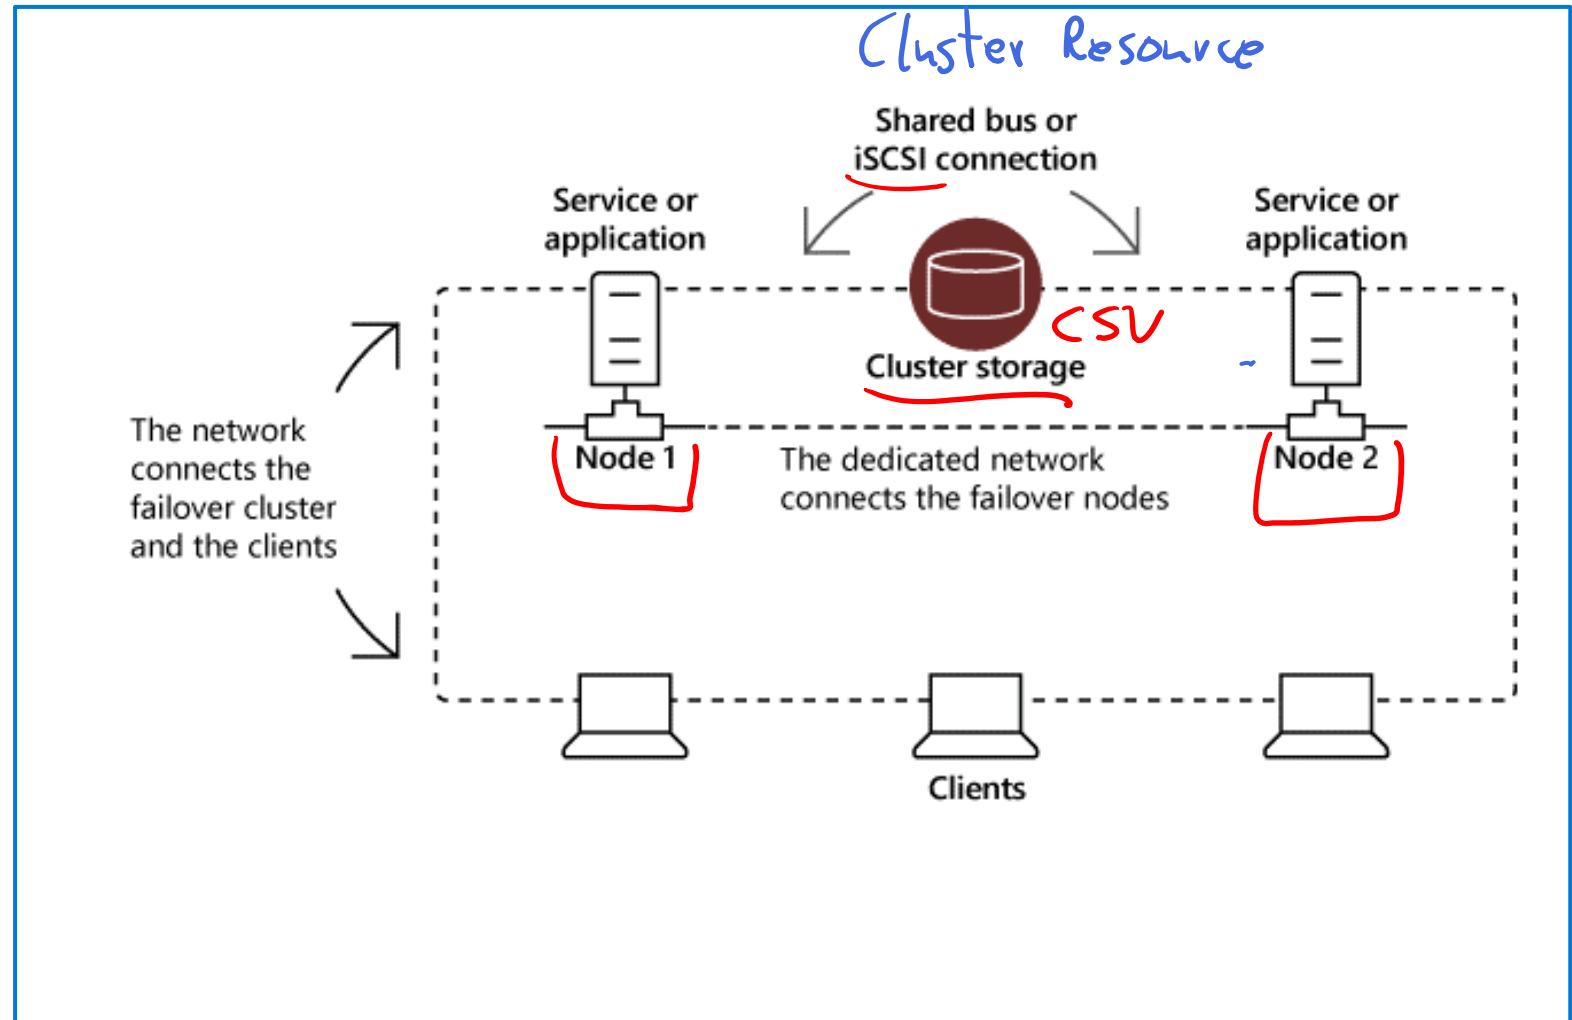 Cluster Resource
Shared bus or
iSCSI connection
Service or
application
Service or
application
CSV
Cluster storage
The network
connects the
failover cluster
and the clients
Node 1
The dedicated network
connects the failover nodes
Node 2
Clients